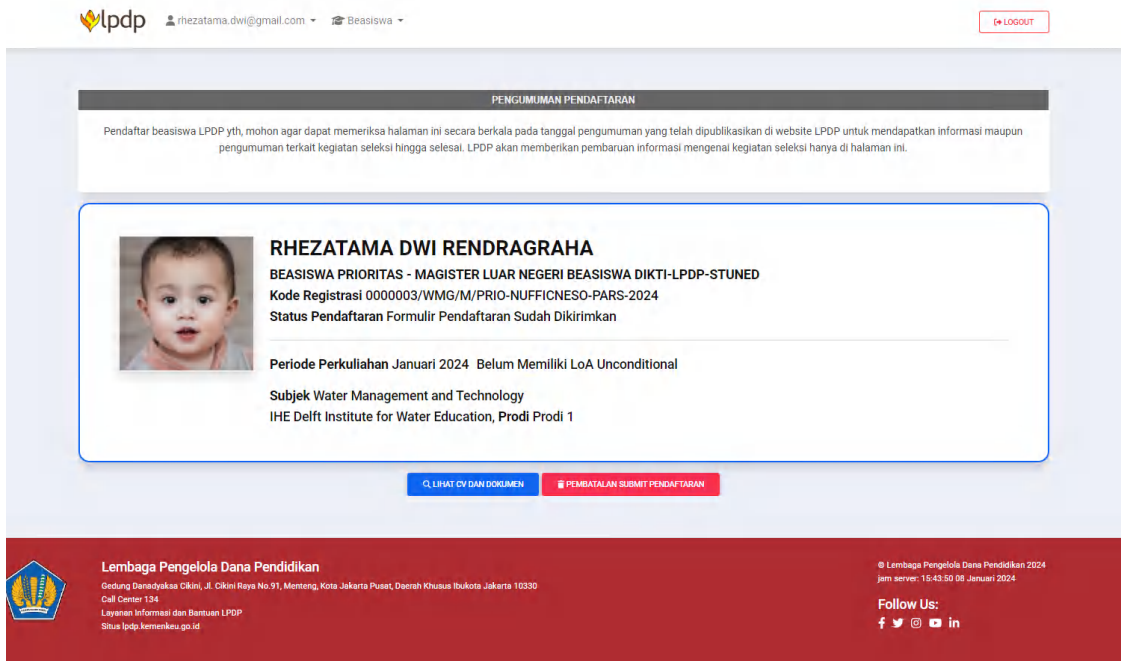 lpdp
rhezatama.dwi@gmail.com
Beasiswa
LOGOUT
PENGUMUMAN PENDAFTARAN
Pendaftar beasiswa LPDP yth, mohon agar dapat memeriksa halaman ini secara berkala pada tanggal pengumuman yang telah dipublikasikan di website LPDP untuk mendapatkan informasi maupun
pengumuman terkait kegiatan seleksi hingga selesai. LPDP akan memberikan pembaruan informasi mengenai kegiatan seleksi hanya di halaman ini.
RHEZATAMA DWI RENDRAGRAHA
BEASISWA PRIORITAS - MAGISTER LUAR NEGERI BEASISWA DIKTI-LPDP-STUNED
Kode Registrasi 0000003/WMG/M/PRIO-NUFFICNESO-PARS-2024
Status Pendaftaran Formulir Pendaftaran Sudah Dikirimkan
Periode Perkuliahan Januari 2024 Belum Memiliki LoA Unconditional
Subjek Water Management and Technology
IHE Delft Institute for Water Education, Prodi Prodi 1
LIHAT CV DAN DOKUMEN
PEMBATALAN SUBMIT PENDAFTARAN
Lembaga Pengelola Dana Pendidikan
Gedung Danadyaksa Cikini, Jl. Cikini Raya No.91, Menteng, Kota Jakarta Pusat, Daerah Khusus Ibukota Jakarta 10330
Call Center 134
Layanan Informasi dan Bantuan LPDP
Situs lpdp.kemenkeu.go.id
© Lembaga Pengelola Dana Pendidikan 2024
jam server: 15:43:50 08 Januari 2024
Follow Us: